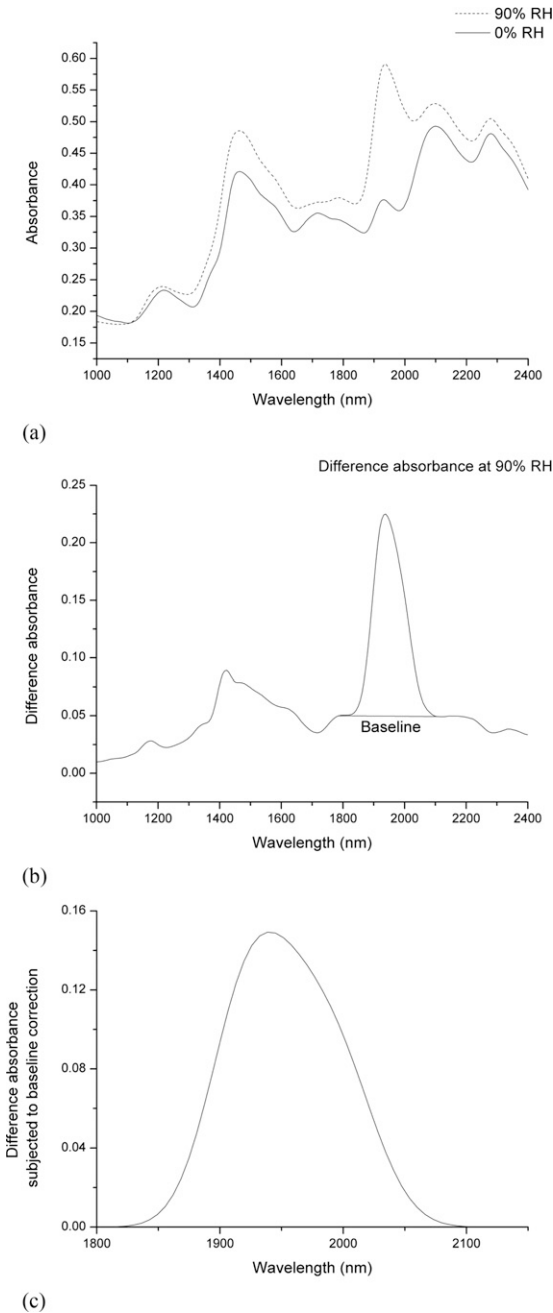 90% RH
0% RH
0.60
0.55
0.50
0.45
0.40
0.35
0.30
0.25
0.20
0.15
Absorbance
1000 1200 1400 1600 1800 2000 2200 2400
Wavelength (nm)
(a)
Difference absorbance at 90% RH
0.25
0.20
0.25
0.10
0.05
0.00
Difference absorbance
Baseline
1000 1200 1400 1600 1800 2000 2200 2400
Wavelength (nm)
(b)
0.16
0.12
0.08
0.04
0.00
Difference absorbance
subjected to baseline correction
1800 1900 2000 2100
Wavelength (nm)
(c)